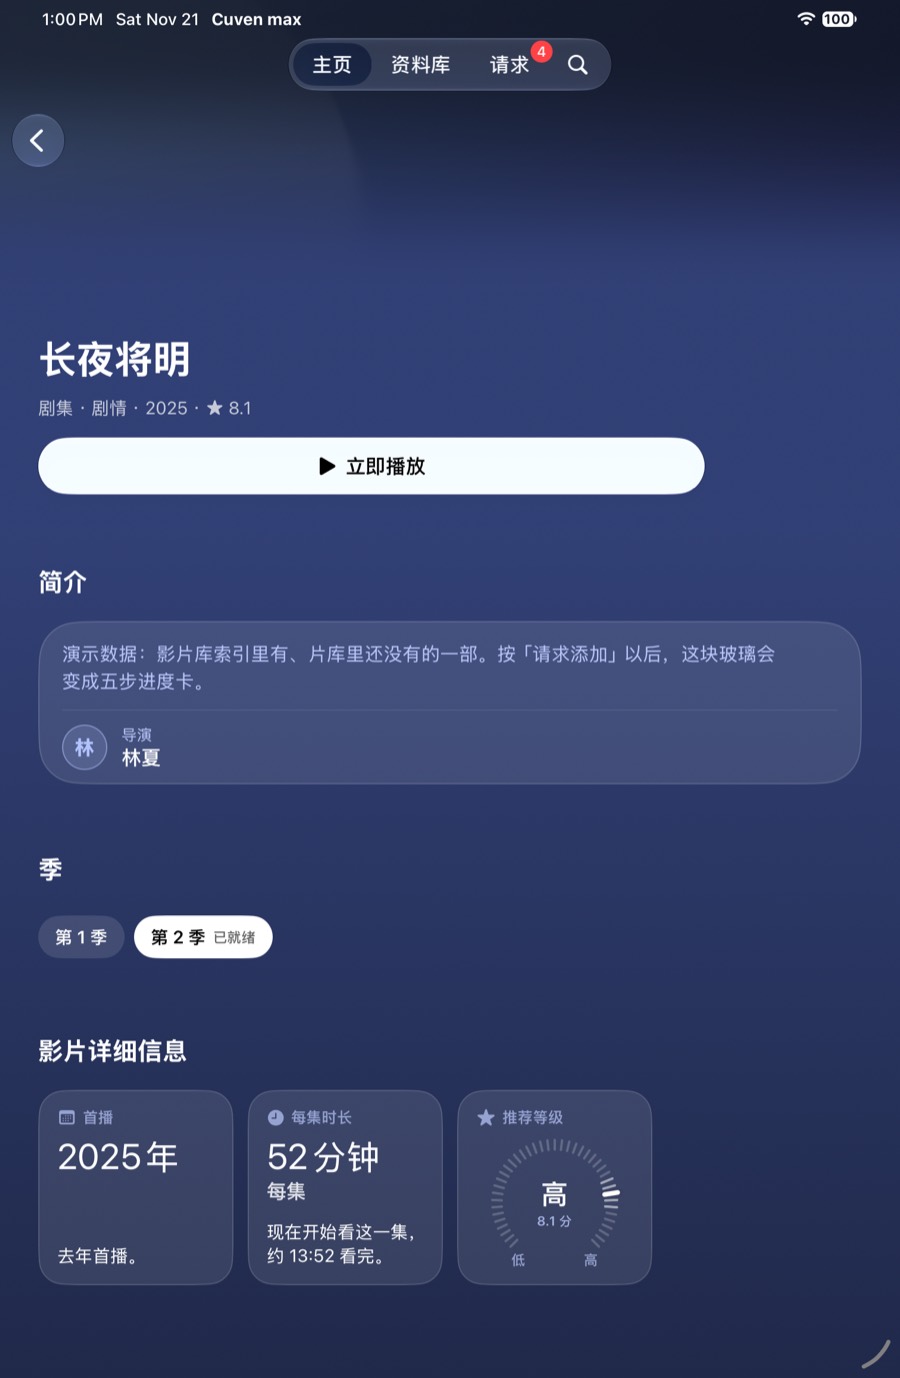 1:00 PM Sat Nov 21 Cuven max 100
主页 资料库 请求 4
长夜将明
剧集 · 剧情 · 2025 · ★ 8.1
立即播放
简介
演示数据：影片库索引里有、片库里还没有的一部。按「请求添加」以后，这块玻璃会
变成五步进度卡。
林
导演
林夏
季
第 1 季 第 2 季 已就绪
影片详细信息
首播
2025年
去年首播。
每集时长
52分钟
每集
现在开始看这一集，
约 13:52 看完。
推荐等级
高
8.1 分
低 高